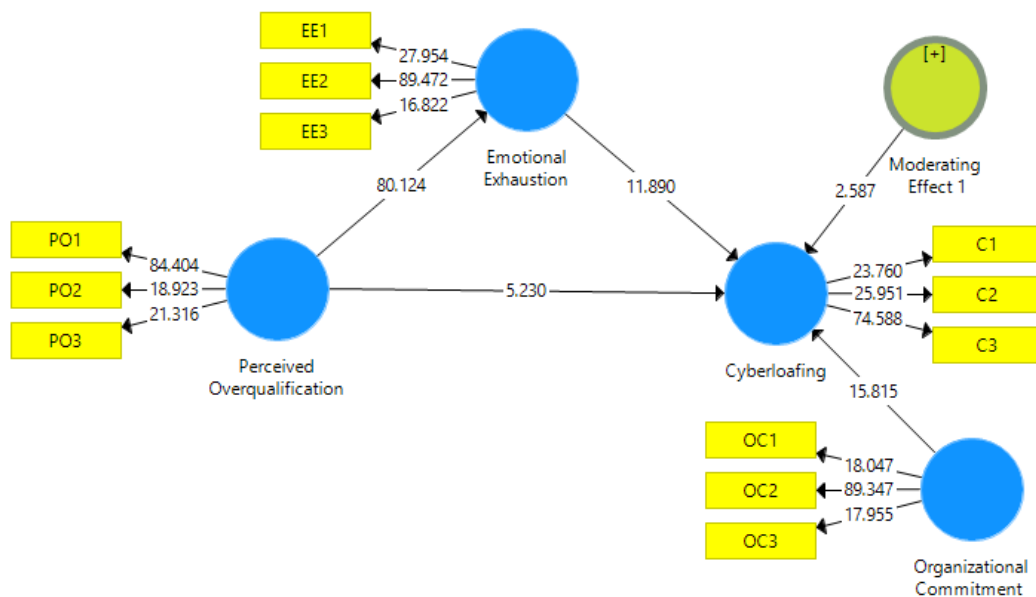 EE1
27.954
EE2
89.472
EE3
16.822
Emotional
Exhaustion
[+]
Moderating
Effect 1
80.124
11.890
2.587
PO1
84.404
PO2
18.923
PO3
21.316
Perceived
Overqualification
5.230
Cyberloafing
C1
23.760
C2
25.951
C3
74.588
15.815
OC1
18.047
OC2
89.347
OC3
17.955
Organizational
Commitment